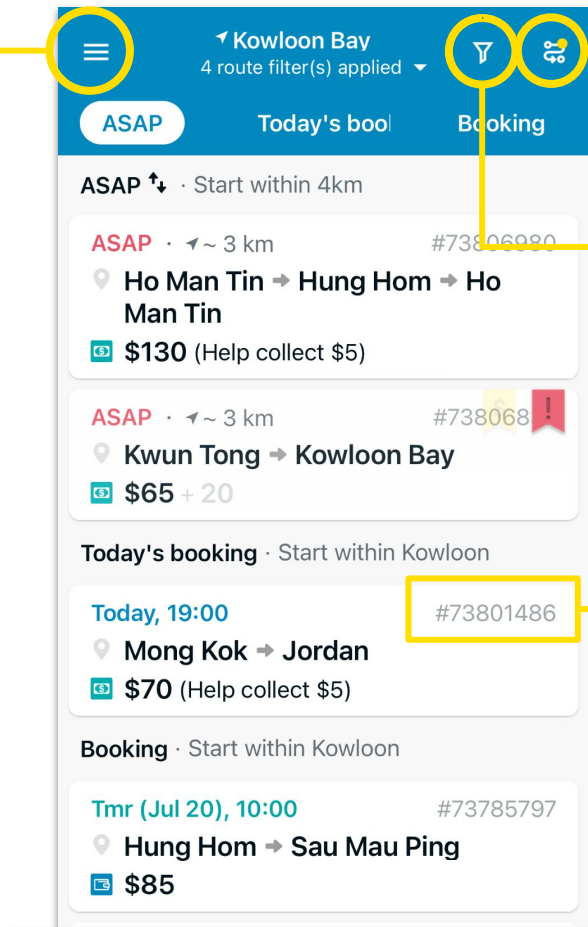 Kowloon Bay
4 route filter(s) applied
ASAP Today's bool Booking
ASAP · Start within 4km
ASAP · ~ 3 km #73806980
Ho Man Tin → Hung Hom → Ho
Man Tin
$130 (Help collect $5)
ASAP · ~ 3 km #738068
Kwun Tong → Kowloon Bay
$65 + 20
Today's booking · Start within Kowloon
Today, 19:00 #73801486
Mong Kok → Jordan
$70 (Help collect $5)
Booking · Start within Kowloon
Tmr (Jul 20), 10:00 #73785797
Hung Hom → Sau Mau Ping
$85